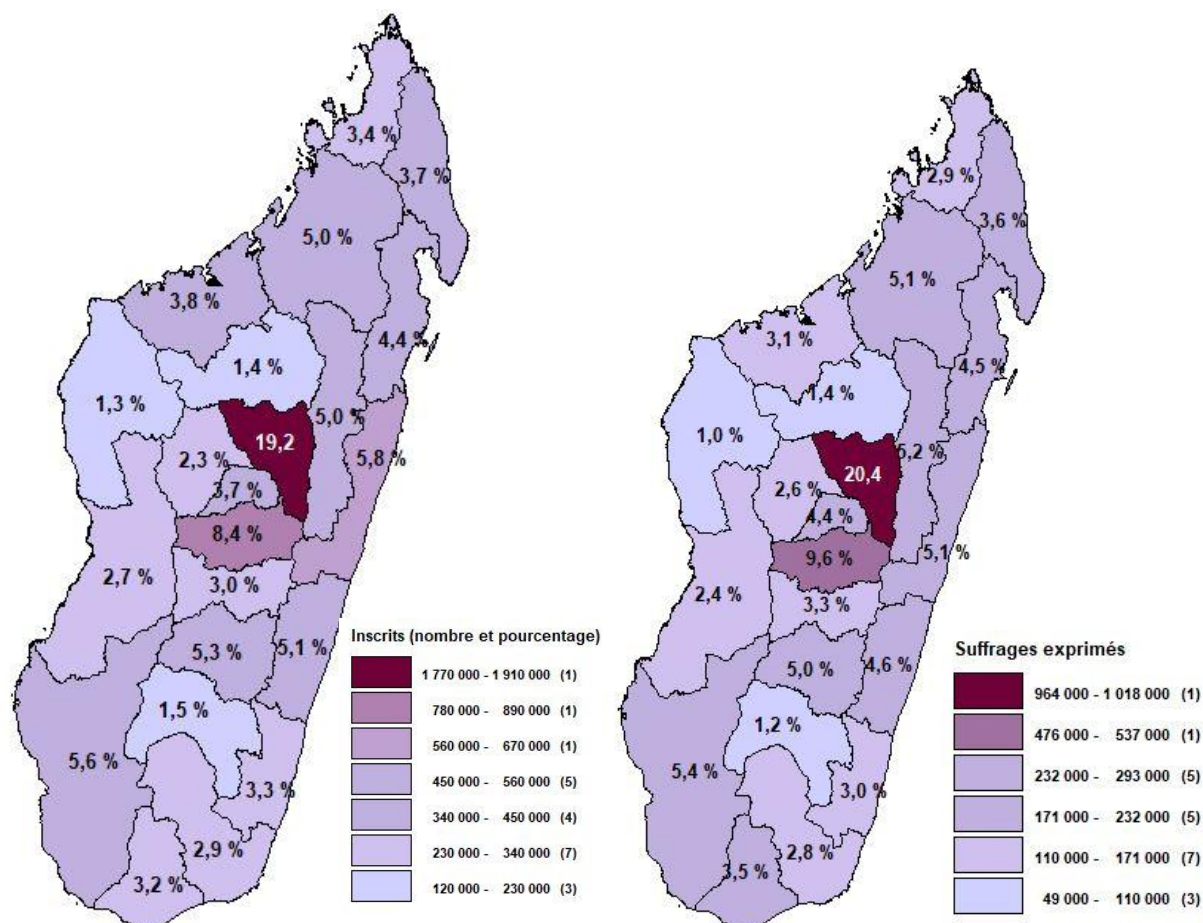 3,4 %
3,7 %
5,0 %
3,8 %
4,4 %
1,4 %
1,3 %
5,0 %
19,2
2,3 %
5,8 %
3,7 %
8,4 %
2,7 %
3,0 %
5,1 %
5,3 %
1,5 %
5,6 %
3,3 %
2,9 %
3,2 %
Inscrits (nombre et pourcentage)
1 770 000 - 1 910 000 (1)
780 000 - 890 000 (1)
560 000 - 670 000 (1)
450 000 - 560 000 (5)
340 000 - 450 000 (4)
230 000 - 340 000 (7)
120 000 - 230 000 (3)
2,9 %
3,6 %
5,1 %
3,1 %
4,5 %
1,4 %
1,0 %
5,2 %
20,4
2,6 %
4,4 %
5,1 %
9,6 %
2,4 %
3,3 %
4,6 %
5,0 %
1,2 %
5,4 %
3,0 %
2,8 %
3,5 %
Suffrages exprimés
964 000 - 1 018 000 (1)
476 000 - 537 000 (1)
232 000 - 293 000 (5)
171 000 - 232 000 (5)
110 000 - 171 000 (7)
49 000 - 110 000 (3)